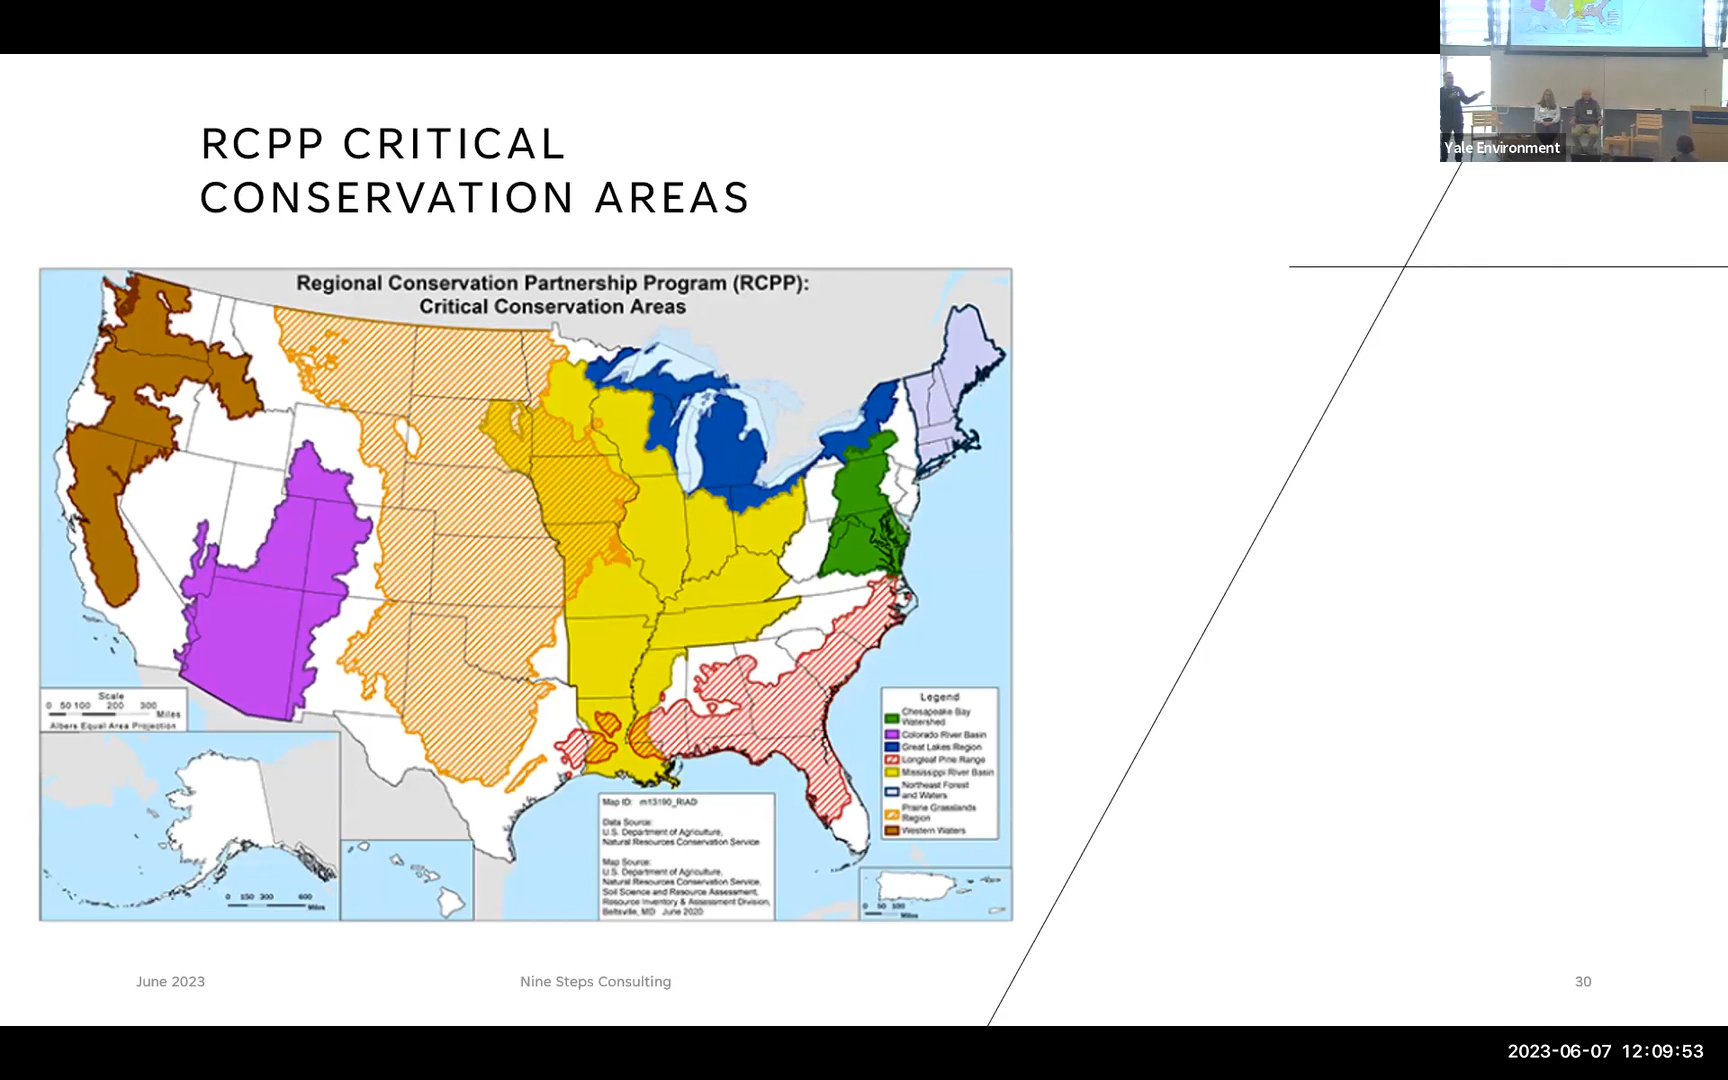 Yale Environment
RCPP CRITICAL
CONSERVATION AREAS
Regional Conservation Partnership Program (RCPP):
Critical Conservation Areas
Scale
0 50 100 200 300
Miles
Albers Equal Area Projection
0 150 300 600
Miles
Map ID: m13190_RIAD
Data Source:
U.S. Department of Agriculture,
Natural Resources Conservation Service
Map Source:
U.S. Department of Agriculture,
Natural Resources Conservation Service,
Soil Science and Resource Assessment,
Resource Inventory & Assessment Division,
Beltsville, MD June 2020
Legend
Chesapeake Bay
Watershed
Colorado River Basin
Great Lakes Region
Longleaf Pine Range
Mississippi River Basin
Northeast Forest
and Waters
Prairie Grasslands
Region
Western Waters
0 50 100
Miles
June 2023
Nine Steps Consulting
30
2023-06-07 12:09:53